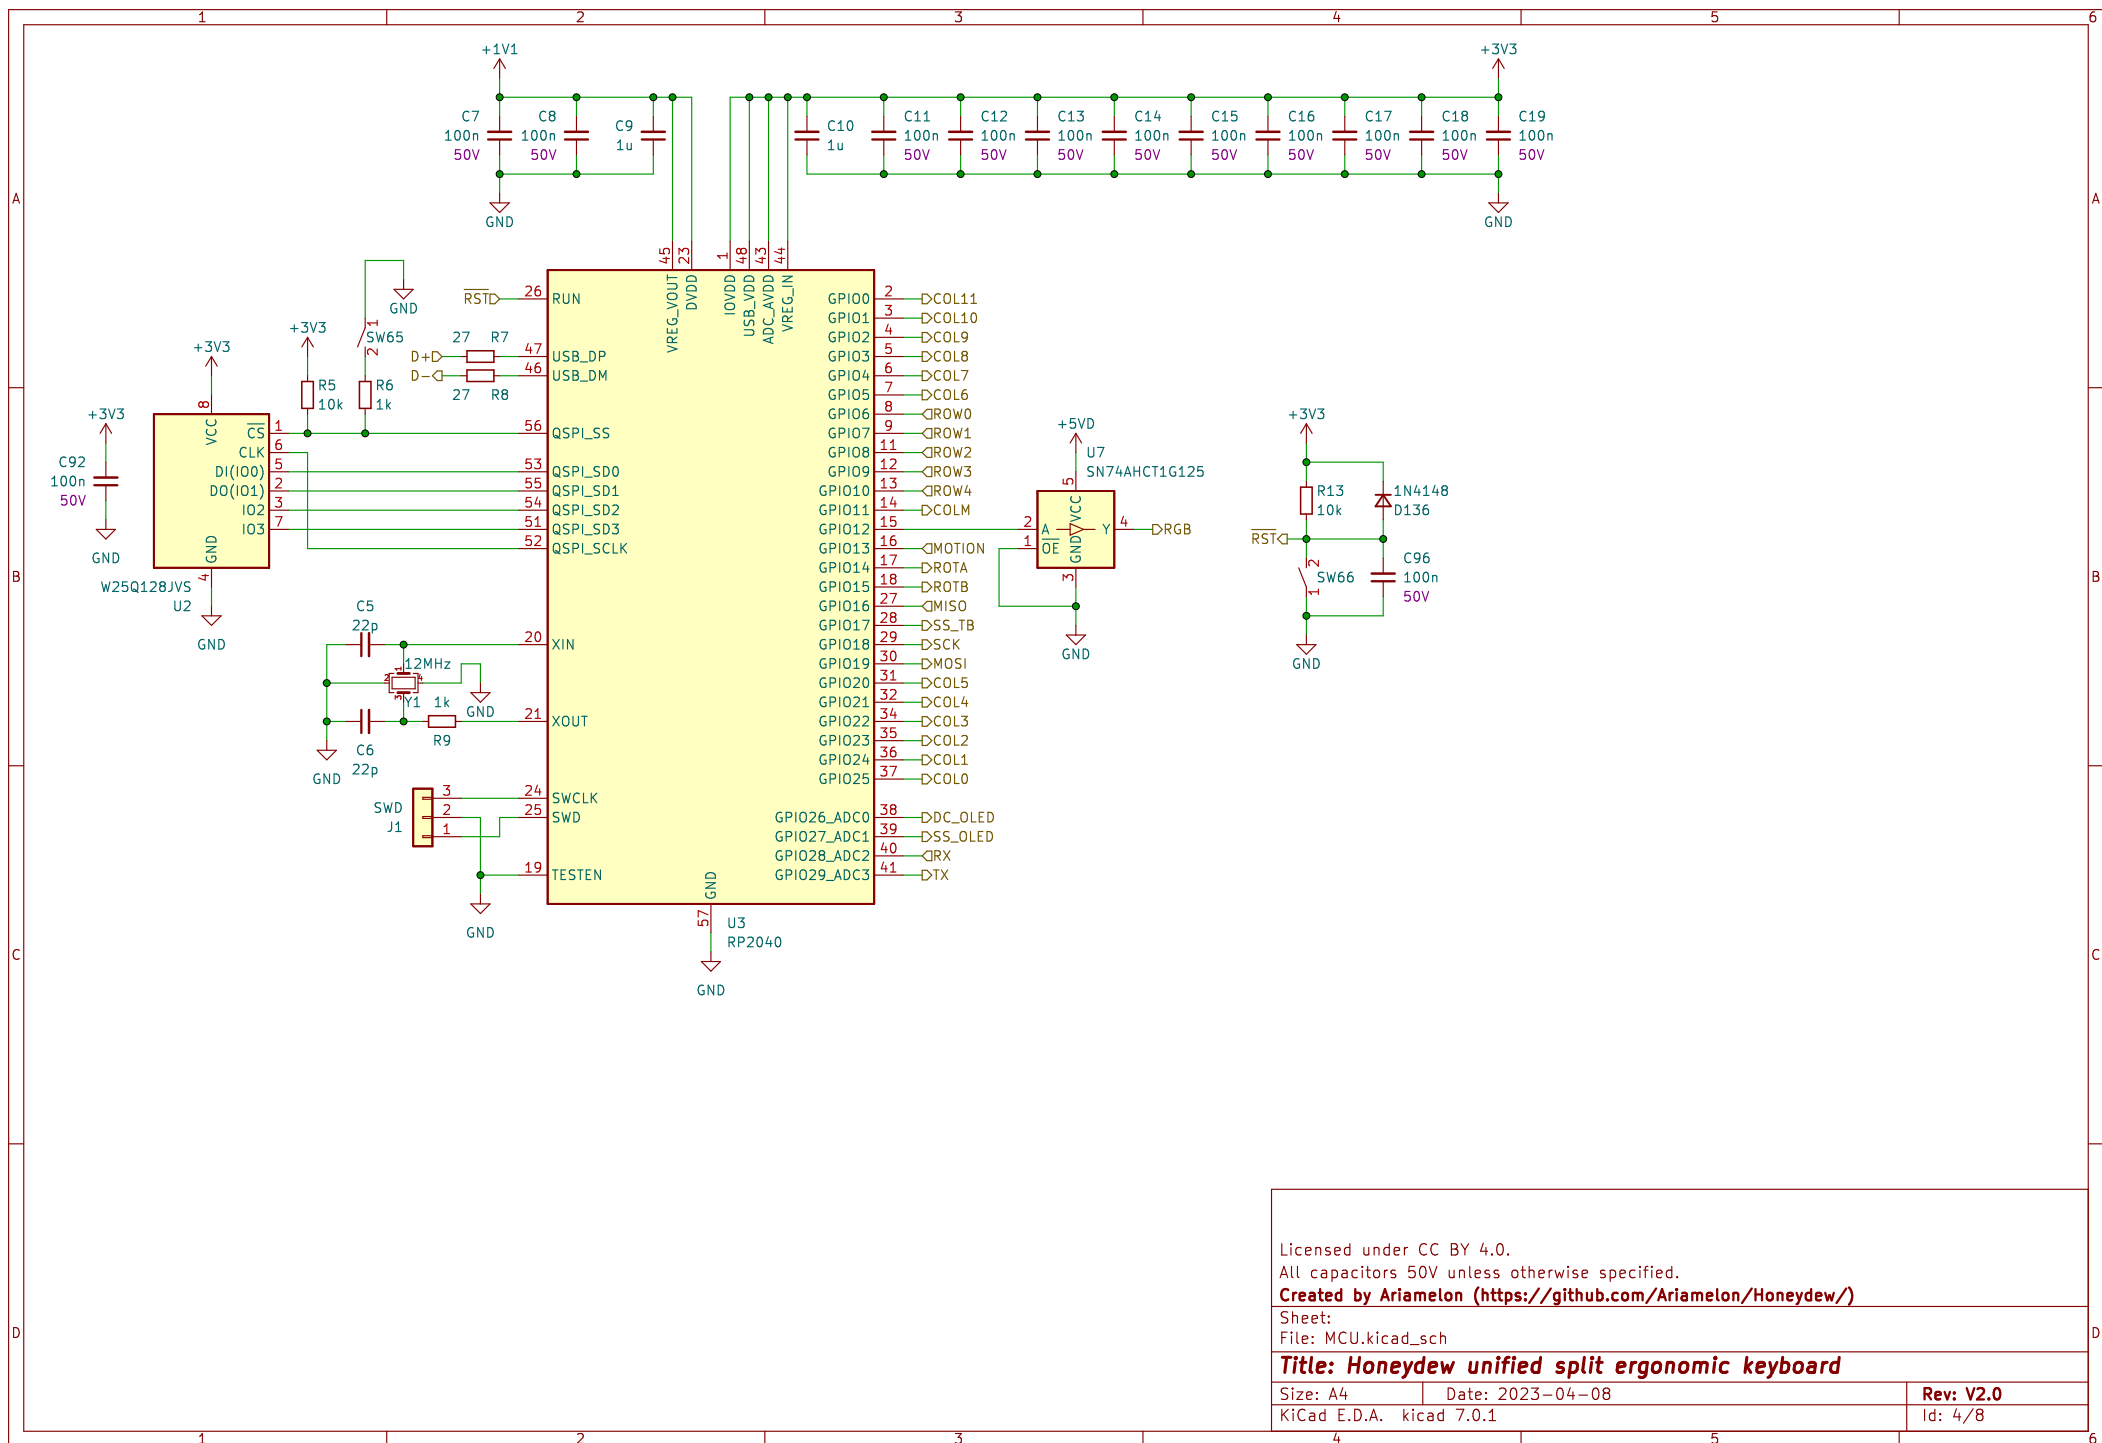 1 2 3 4 5 6
A
B
C
D
A
B
C
D
1 2 3 4 5 6
+1V1
C7
100n
50V
C8
100n
50V
C9
1u
GND
+3V3
C10
1u
C11
100n
50V
C12
100n
50V
C13
100n
50V
C14
100n
50V
C15
100n
50V
C16
100n
50V
C17
100n
50V
C18
100n
50V
C19
100n
50V
GND
45 VREG_VOUT
23 DVDD
1 IOVDD
48 USB_VDD
43 ADC_AVDD
44 VREG_IN
RST 26 RUN
D+ 27 R7 47 USB_DP
D- 27 R8 46 USB_DM
56 QSPI_SS
53 QSPI_SD0
55 QSPI_SD1
54 QSPI_SD2
51 QSPI_SD3
52 QSPI_SCLK
20 XIN
21 XOUT
24 SWCLK
25 SWD
19 TESTEN
GND 57
U3
RP2040
GND
GPIO0 2 COL11
GPIO1 3 COL10
GPIO2 4 COL9
GPIO3 5 COL8
GPIO4 6 COL7
GPIO5 7 COL6
GPIO6 8 ROW0
GPIO7 9 ROW1
GPIO8 11 ROW2
GPIO9 12 ROW3
GPIO10 13 ROW4
GPIO11 14 COLM
GPIO12 15
GPIO13 16 MOTION
GPIO14 17 ROTA
GPIO15 18 ROTB
GPIO16 27 MISO
GPIO17 28 SS_TB
GPIO18 29 SCK
GPIO19 30 MOSI
GPIO20 31 COL5
GPIO21 32 COL4
GPIO22 34 COL3
GPIO23 35 COL2
GPIO24 36 COL1
GPIO25 37 COL0
GPIO26_ADC0 38 DC_OLED
GPIO27_ADC1 39 SS_OLED
GPIO28_ADC2 40 RX
GPIO29_ADC3 41 TX
GND
1
SW65
2
+3V3
R5
10k
R6
1k
+3V3
8 VCC
CS 1
CLK 6
DI(IO0) 5
DO(IO1) 2
IO2 3
IO3 7
GND 4
W25Q128JVS
U2
GND
+3V3
C92
100n
50V
GND
C5
22p
12MHz
1
2
4
3
Y1
GND
1k
R9
C6
22p
GND
SWD
J1
3
2
1
GND
+5VD
U7
SN74AHCT1G125
5 VCC
2 A
1 OE
Y 4 RGB
GND 3
GND
+3V3
R13
10k
1N4148
D136
RST
2
SW66
1
C96
100n
50V
GND
Licensed under CC BY 4.0.
All capacitors 50V unless otherwise specified.
Created by Ariamelon (https://github.com/Ariamelon/Honeydew/)
Sheet:
File: MCU.kicad_sch
Title: Honeydew unified split ergonomic keyboard
Size: A4 Date: 2023-04-08 Rev: V2.0
KiCad E.D.A. kicad 7.0.1 Id: 4/8